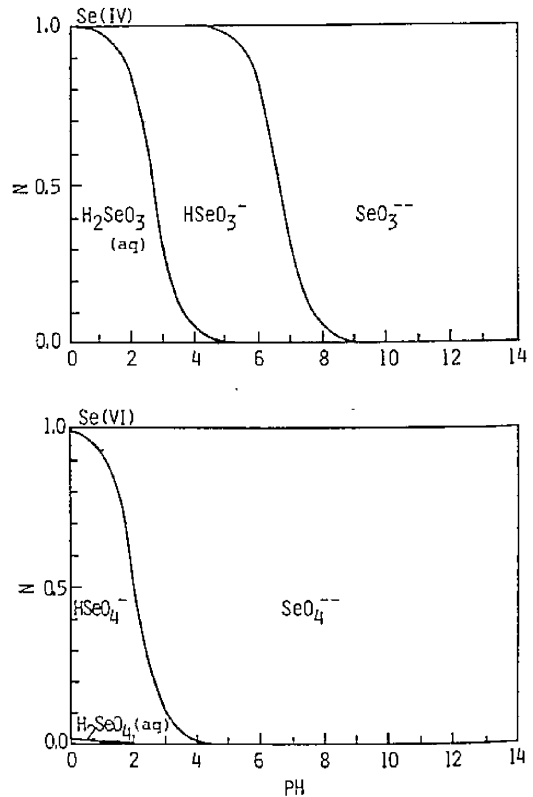 Se(IV)
1.0
N 0.5
H₂SeO₃ HSeO₃⁻ SeO₃⁻⁻
(aq)
0.0
0 2 4 6 8 10 12 14
Se(VI)
1.0
N 0.5
HSeO₄⁻ SeO₄⁻⁻
H₂SeO₄ (aq)
0.0
0 2 4 6 8 10 12 14
PH